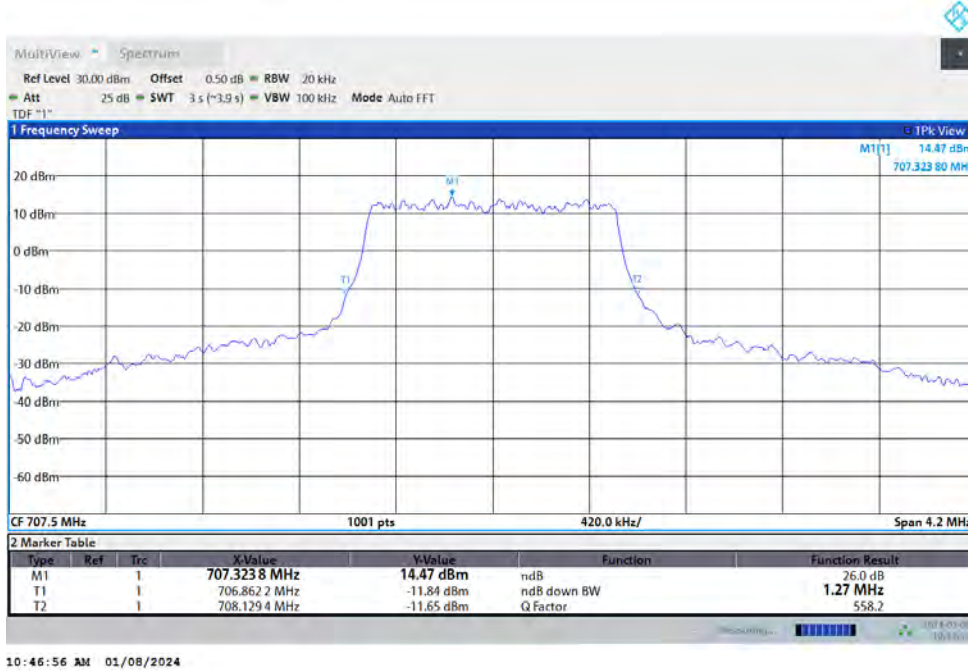 MultiView Spectrum
Ref Level 30.00 dBm Offset 0.50 dB RBW 20 kHz
Att 25 dB SWT 3 s (~3.9 s) VBW 100 kHz Mode Auto FFT
TDF "1"
1 Frequency Sweep 1Pk View
M1[1] 14.47 dBm
707.323 80 MHz
20 dBm
M1
10 dBm
0 dBm
T1 T2
-10 dBm
-20 dBm
-30 dBm
-40 dBm
-50 dBm
-60 dBm
CF 707.5 MHz 1001 pts 420.0 kHz/ Span 4.2 MHz
2 Marker Table
Type Ref Trc X-Value Y-Value Function Function Result
M1 1 707.323 8 MHz 14.47 dBm ndB 26.0 dB
T1 1 706.862 2 MHz -11.84 dBm ndB down BW 1.27 MHz
T2 1 708.129 4 MHz -11.65 dBm Q Factor 558.2
10:46:56 AM 01/08/2024